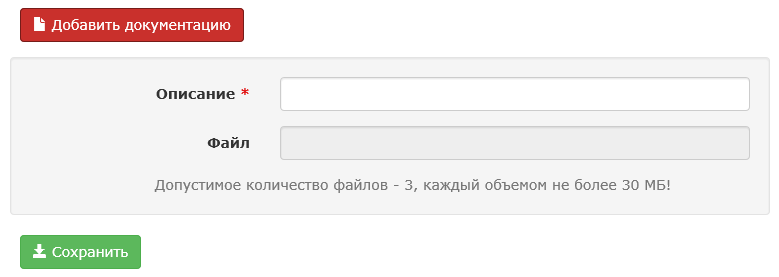 Добавить документацию
Описание *
Файл
Допустимое количество файлов - 3, каждый объемом не более 30 МБ!
Сохранить